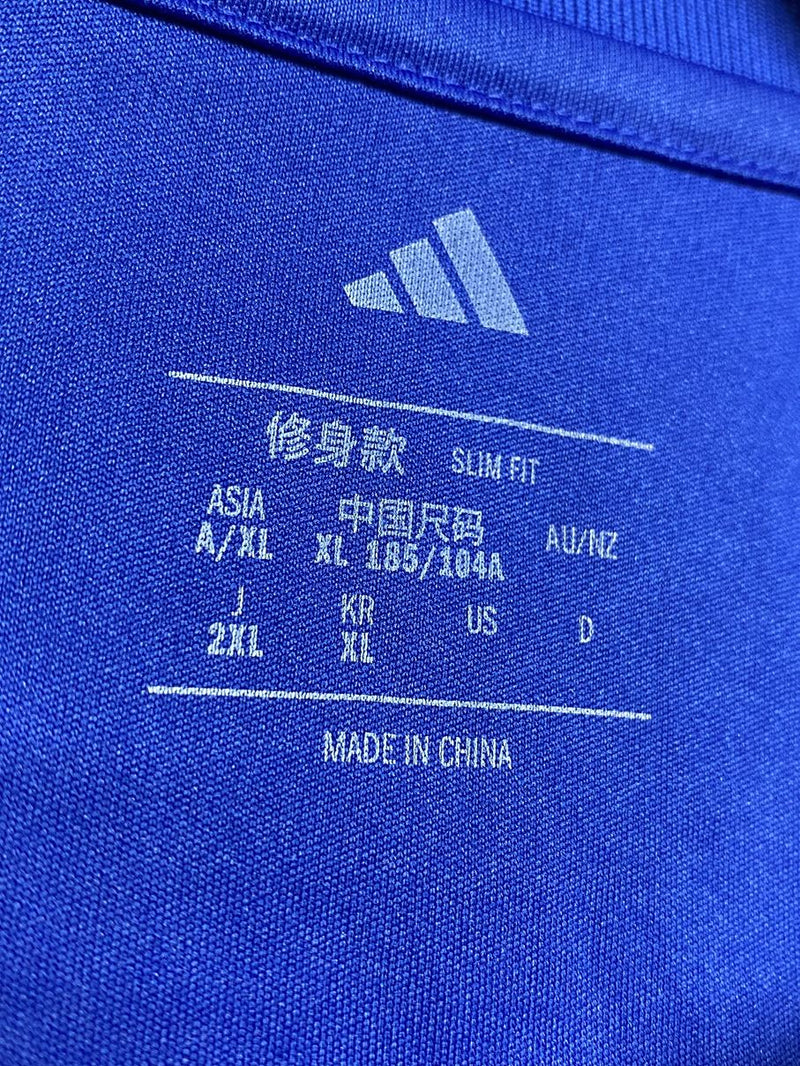 修身款 SLIM FIT
ASIA 中国尺码 AU/NZ
A/XL XL 185/104A
J KR US D
2XL XL
MADE IN CHINA